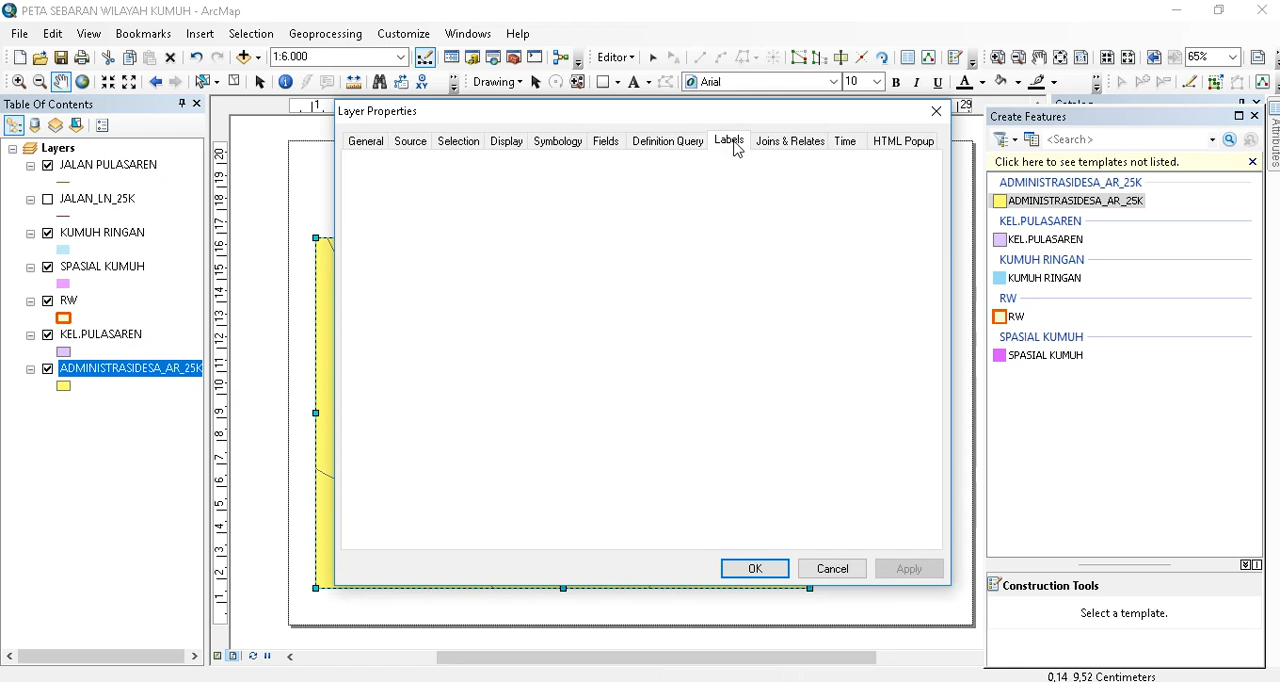 PETA SEBARAN WILAYAH KUMUH - ArcMap
File Edit View Bookmarks Insert Selection Geoprocessing Customize Windows Help
1:6.000 Editor 65%
Drawing Arial 10 B I U A
Table Of Contents
Layers
JALAN PULASAREN
JALAN_LN_25K
KUMUH RINGAN
SPASIAL KUMUH
RW
KEL.PULASAREN
ADMINISTRASIDESA_AR_25K
Layer Properties
General Source Selection Display Symbology Fields Definition Query Labels Joins & Relates Time HTML Popup
OK Cancel Apply
Create Features
<Search>
Click here to see templates not listed.
ADMINISTRASIDESA_AR_25K
ADMINISTRASIDESA_AR_25K
KEL.PULASAREN
KEL.PULASAREN
KUMUH RINGAN
KUMUH RINGAN
RW
RW
SPASIAL KUMUH
SPASIAL KUMUH
Construction Tools
Select a template.
Attributes
0,14 9,52 Centimeters